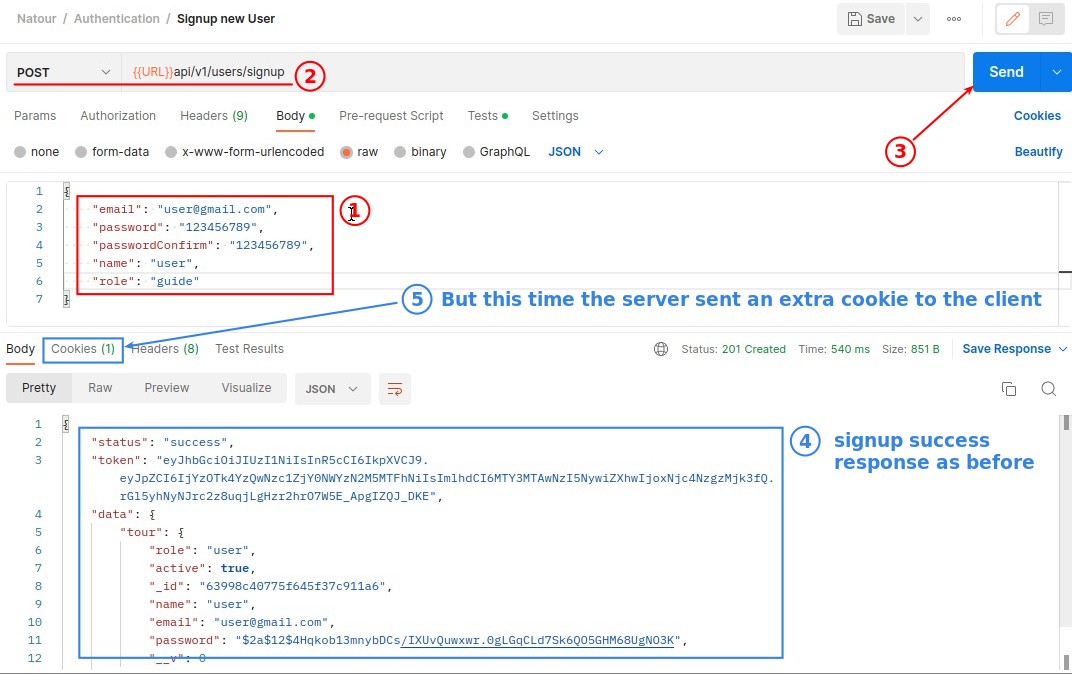 Natour / Authentication / Signup new User
Save
POST {{URL}}api/v1/users/signup 2 Send
Params Authorization Headers (9) Body Pre-request Script Tests Settings Cookies
none form-data x-www-form-urlencoded raw binary GraphQL JSON 3 Beautify
1 {
2 "email": "user@gmail.com", 1
3 "password": "123456789",
4 "passwordConfirm": "123456789",
5 "name": "user",
6 "role": "guide"
7 }
5 But this time the server sent an extra cookie to the client
Body Cookies (1) Headers (8) Test Results Status: 201 Created Time: 540 ms Size: 851 B Save Response
Pretty Raw Preview Visualize JSON
1 {
2 "status": "success",
3 "token": "eyJhbGciOiJIUzI1NiIsInR5cCI6IkpXVCJ9.
eyJpZCI6IjYzOTk4YzQwNzc1ZjY0NWYzN2M5MTFhNiIsImlhdCI6MTY3MTAwNzI5NywiZXhwIjoxNjc4NzgzMjk3fQ.
rGl5yhNyNJrc2z8uqjLgHzr2hrO7W5E_ApgIZQJ_DKE",
4 "data": {
5 "tour": {
6 "role": "user",
7 "active": true,
8 "_id": "63998c40775f645f37c911a6",
9 "name": "user",
10 "email": "user@gmail.com",
11 "password": "$2a$12$4Hqkob13mnybDCs/IXUvQuwxwr.0gLGqCLd7Sk6QO5GHM68UgNO3K",
12 "__v": 0
4 signup success
response as before